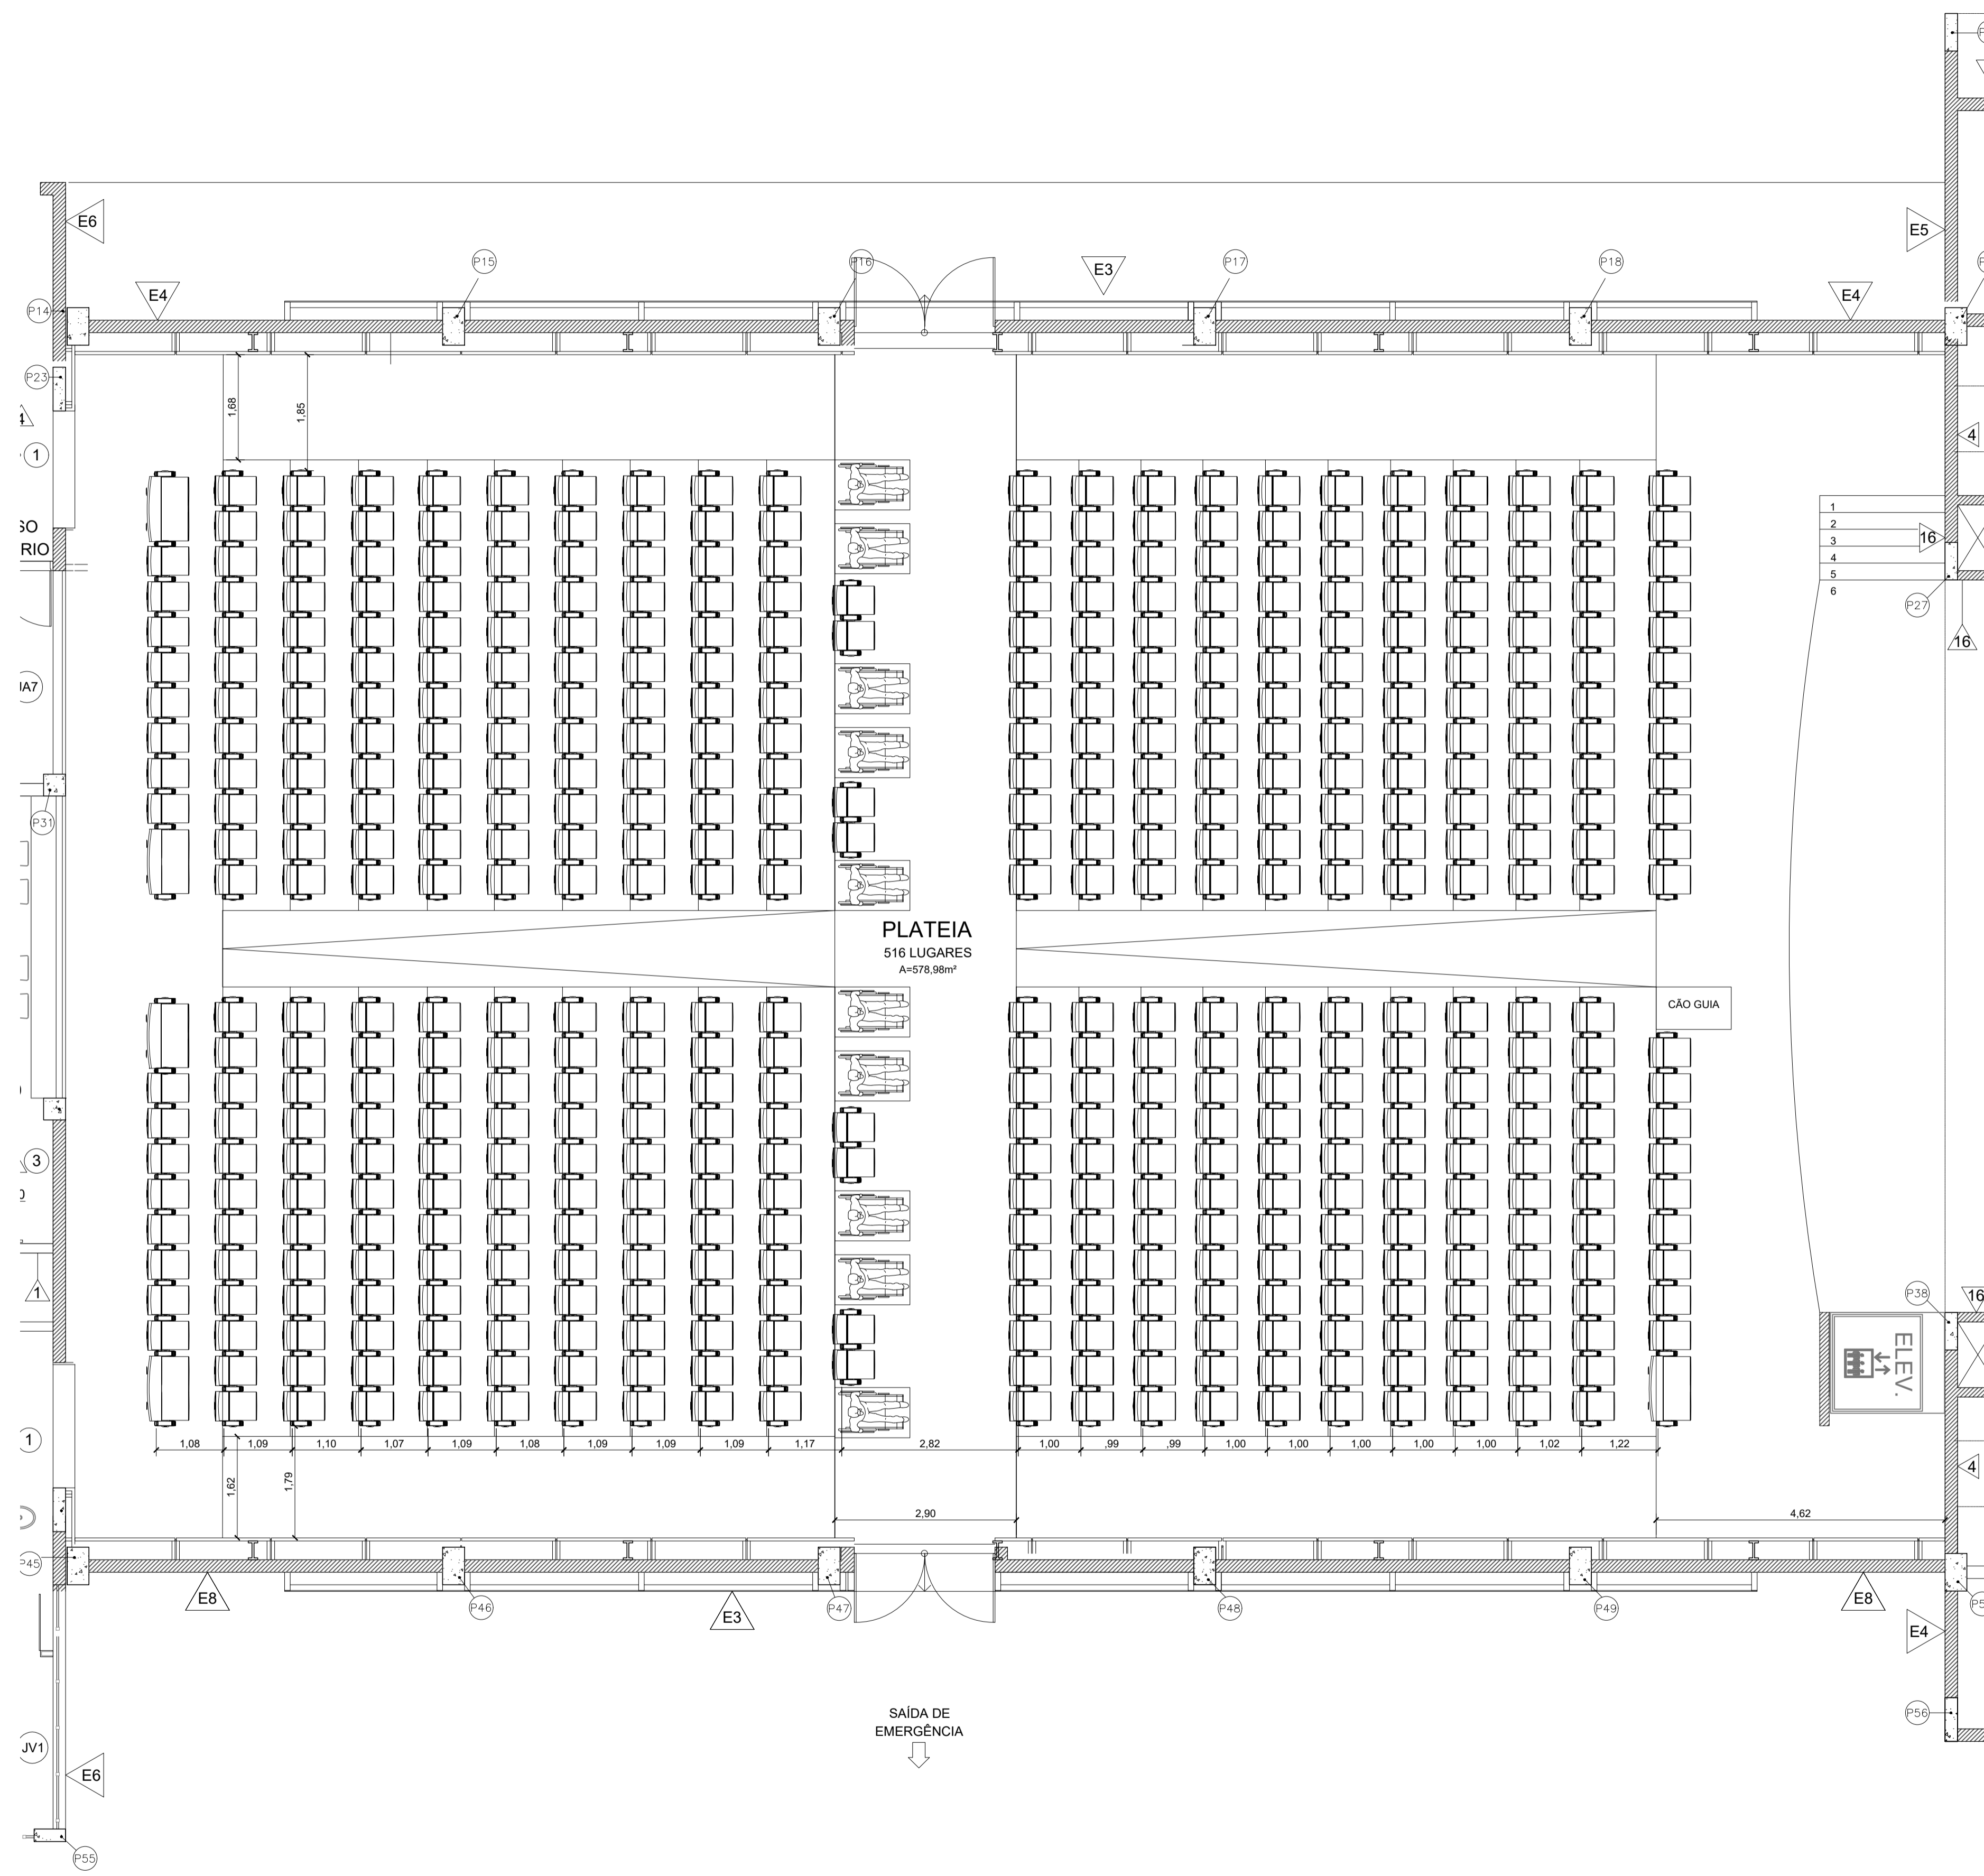 E6
E5
P15
P16
E3
P17
P18
E4
E4
P14
P23
4
1,68
1,85
4
1
SO
RIO
1
2
3
4
5
6
16
P27
16
JA7
P31
PLATEIA
516 LUGARES
A=578,98m²
CÃO GUIA
3
1
P38
16
ELEV.
1
1,08
1,09
1,10
1,07
1,09
1,08
1,09
1,09
1,09
1,17
2,82
1,00
,99
,99
1,00
1,00
1,00
1,00
1,00
1,02
1,22
4
1,62
1,79
2,90
4,62
P45
E8
P46
E3
P47
P48
P49
E8
E4
SAÍDA DE
EMERGÊNCIA
P56
JV1
E6
P55